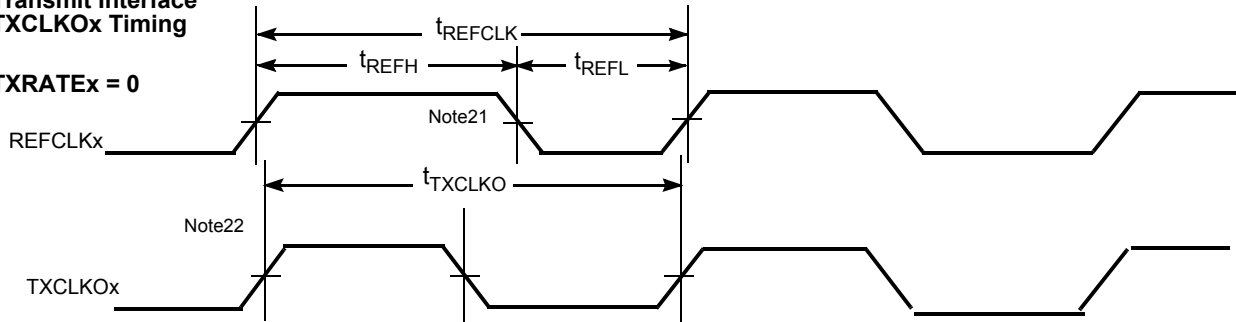 Transmit Interface
TXCLKOx Timing
TXRATEx = 0
tREFCLK
tREFH
tREFL
Note21
REFCLKx
tTXCLKO
Note22
TXCLKOx